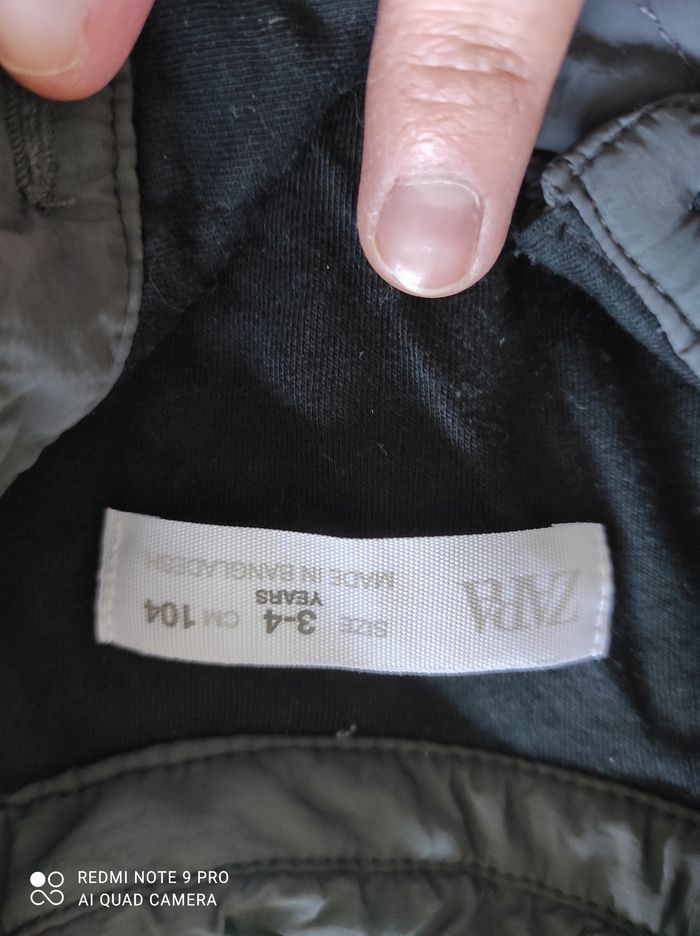 ZARA
SIZE 3-4 YEARS CM 104
MADE IN BANGLADESH
REDMI NOTE 9 PRO
AI QUAD CAMERA